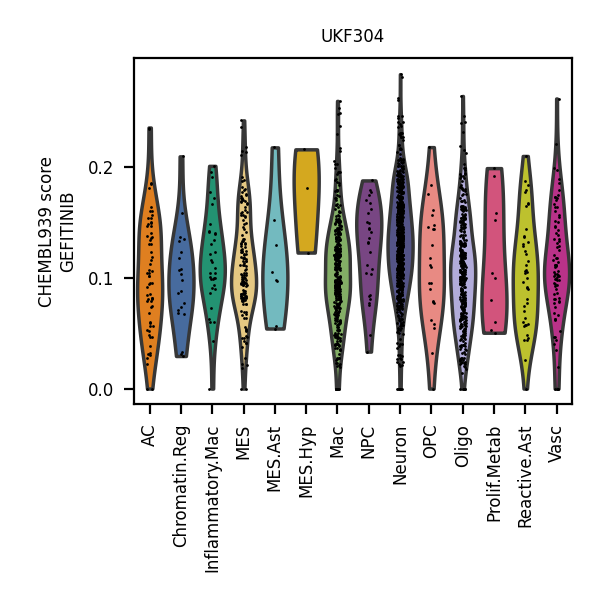 UKF304
CHEMBL939 score
GEFITINIB
0.2
0.1
0.0
AC
Chromatin.Reg
Inflammatory.Mac
MES
MES.Ast
MES.Hyp
Mac
NPC
Neuron
OPC
Oligo
Prolif.Metab
Reactive.Ast
Vasc